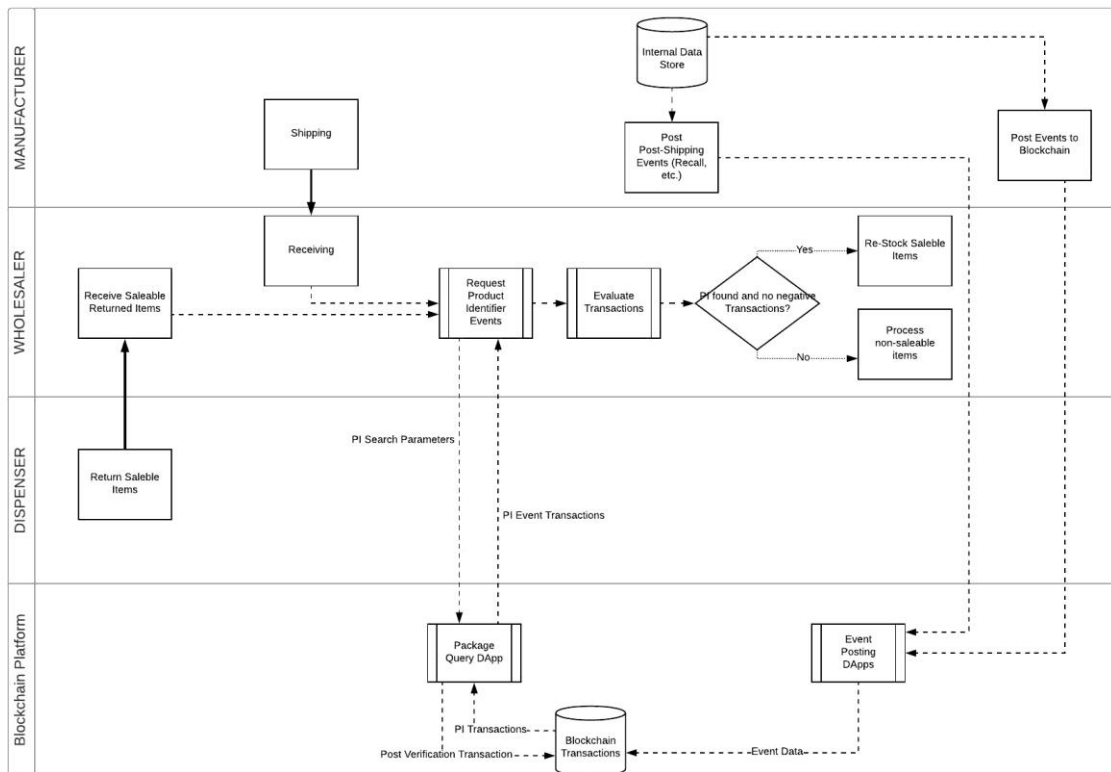 MANUFACTURER
Internal Data
Store
Shipping
Post
Post-Shipping
Events (Recall,
etc.)
Post Events to
Blockchain
WHOLESALER
Receiving
Receive Saleable
Returned Items
Request
Product
Identifier
Events
Evaluate
Transactions
PI found and no negative
Transactions?
Yes
Re-Stock Saleble
Items
No
Process
non-saleable
items
DISPENSER
Return Saleble
Items
PI Search Parameters
PI Event Transactions
Blockchain Platform
Package
Query DApp
Event
Posting
DApps
PI Transactions
Post Verification Transaction
Blockchain
Transactions
Event Data